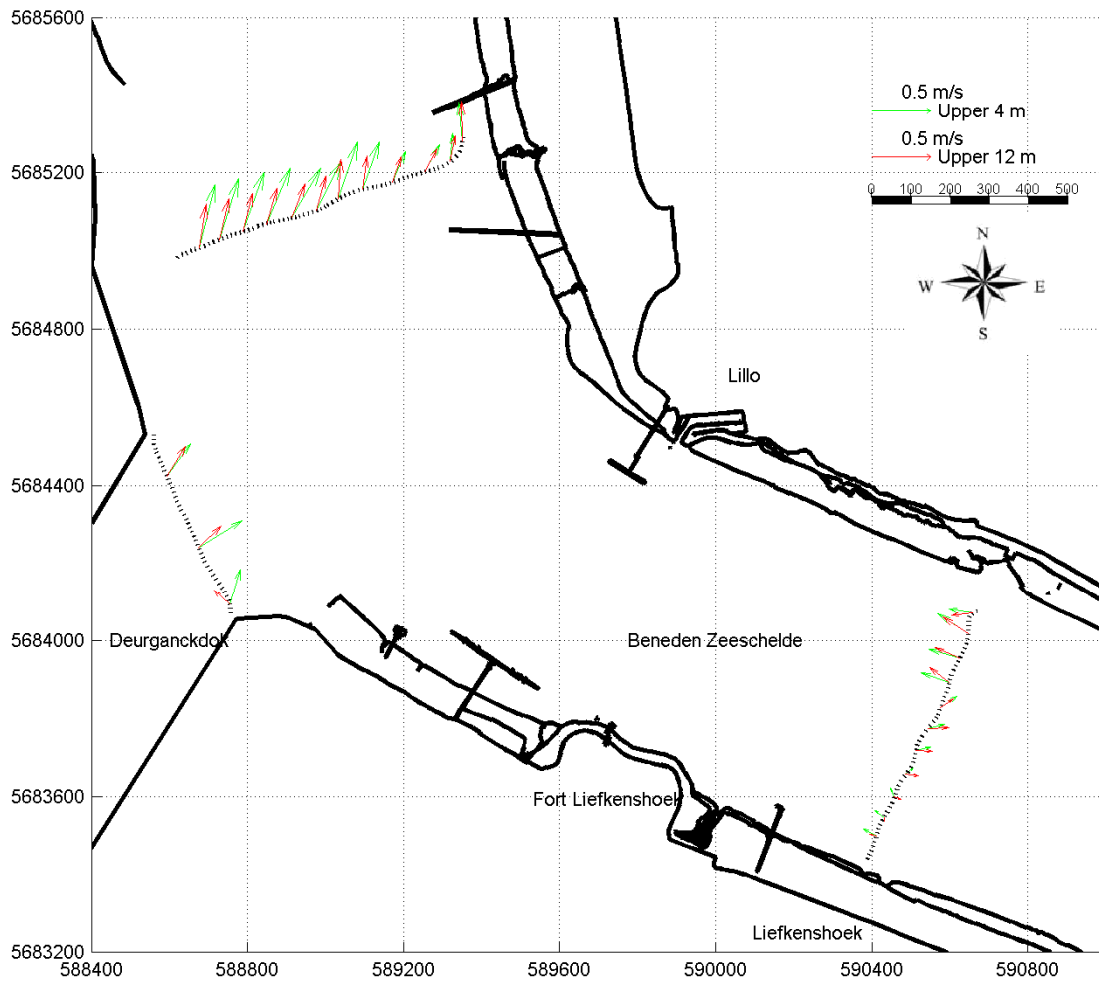 5685600
0.5 m/s
Upper 4 m
0.5 m/s
Upper 12 m
5685200
0 100 200 300 400 500
N
W E
S
5684800
Lillo
5684400
5684000
Deurganckdok
Beneden Zeeschelde
5683600
Fort Liefkenshoek
Liefkenshoek
5683200
588400 588800 589200 589600 590000 590400 590800